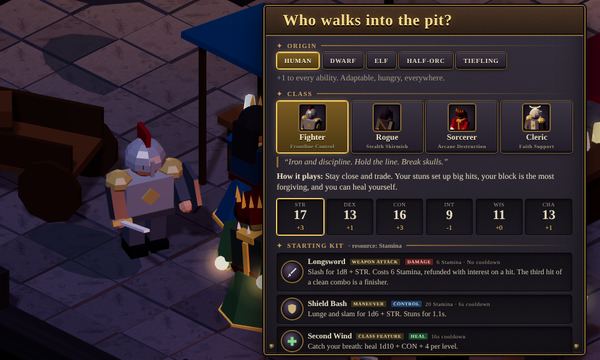 Who walks into the pit?
ORIGIN
HUMAN DWARF ELF HALF-ORC TIEFLING
+1 to every ability. Adaptable, hungry, everywhere.
CLASS
Fighter Rogue Sorcerer Cleric
Frontline Control Stealth Skirmish Arcane Destruction Faith Support
“Iron and discipline. Hold the line. Break skulls.”
How it plays: Stay close and trade. Your stuns set up big hits, your block is the most
forgiving, and you can heal yourself.
STR DEX CON INT WIS CHA
17 13 16 9 11 13
+3 +1 +3 -1 +0 +1
STARTING KIT · resource: Stamina
Longsword WEAPON ATTACK DAMAGE 6 Stamina · No cooldown
Slash for 1d8 + STR. Costs 6 Stamina, refunded with interest on a hit. The third hit of
a clean combo is a finisher.
Shield Bash MANEUVER CONTROL 20 Stamina · 6s cooldown
Lunge and slam for 1d6 + STR. Stuns for 1.1s.
Second Wind CLASS FEATURE HEAL 16s cooldown
Catch your breath: heal 1d10 + CON + 4 per level.